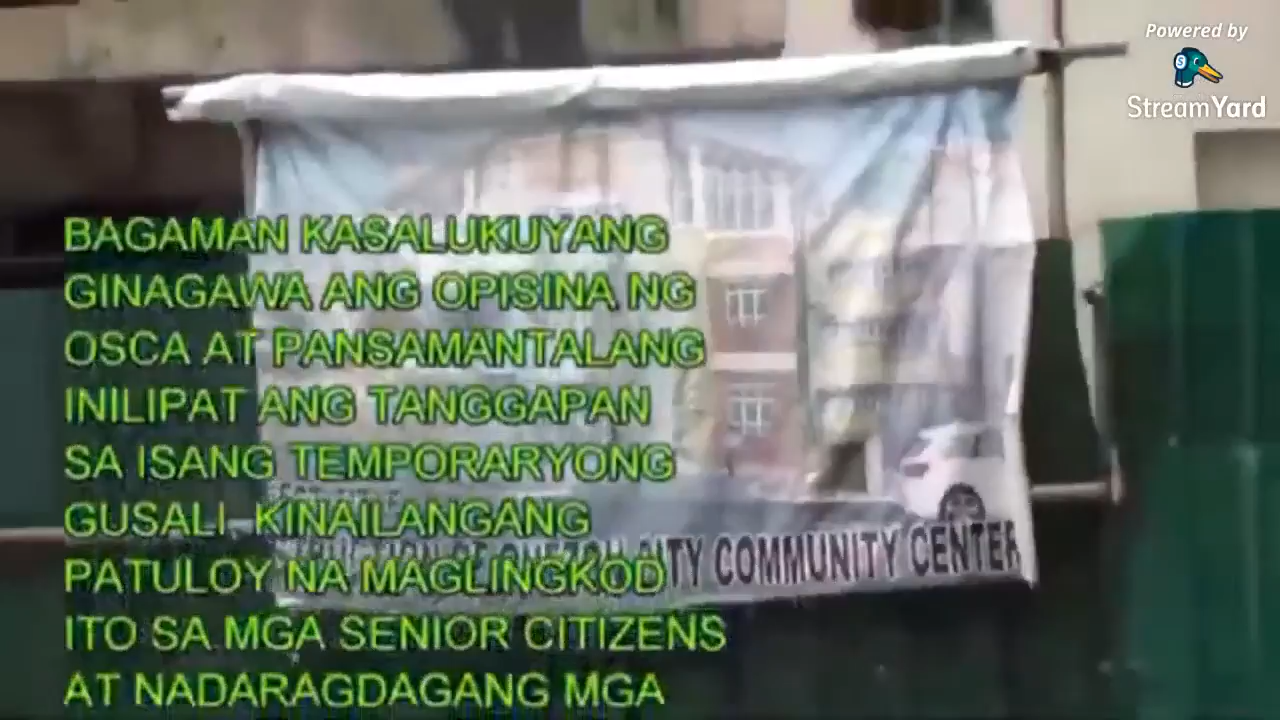 Powered by
StreamYard
BAGAMAN KASALUKUYANG
GINAGAWA ANG OPISINA NG
OSCA AT PANSAMANTALANG
INILIPAT ANG TANGGAPAN
SA ISANG TEMPORARYONG
GUSALI, KINAILANGANG
PATULOY NA MAGLINGKOD
ITO SA MGA SENIOR CITIZENS
AT NADARAGDAGANG MGA
CITY COMMUNITY CENTER